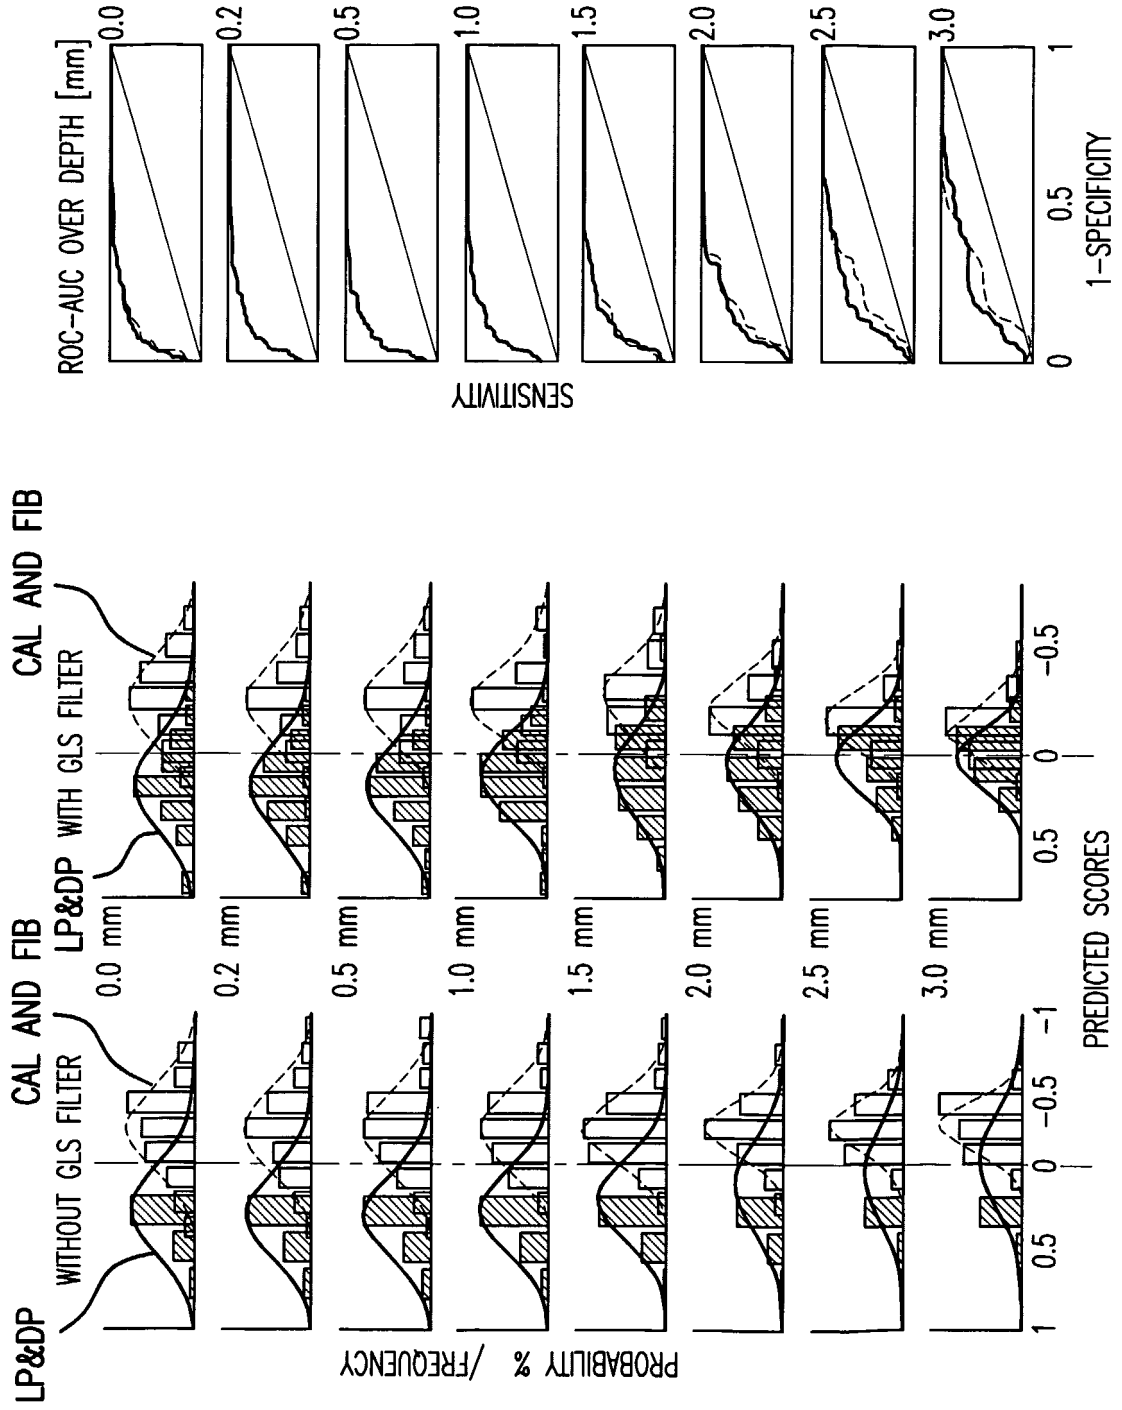 LP&DP
CAL AND FIB
WITHOUT GLS FILTER
CAL AND FIB
LP&DP WITH GLS FILTER
ROC-AUC OVER DEPTH [mm]
0.0 mm
0.0
0.2 mm
0.2
0.5 mm
0.5
1.0 mm
1.0
1.5 mm
1.5
2.0 mm
2.0
2.5 mm
2.5
3.0 mm
3.0
PROBABILITY % /FREQUENCY
SENSITIVITY
1 0.5 0 -0.5 -1
0.5 0 -0.5
0 0.5 1
PREDICTED SCORES
1-SPECIFICITY